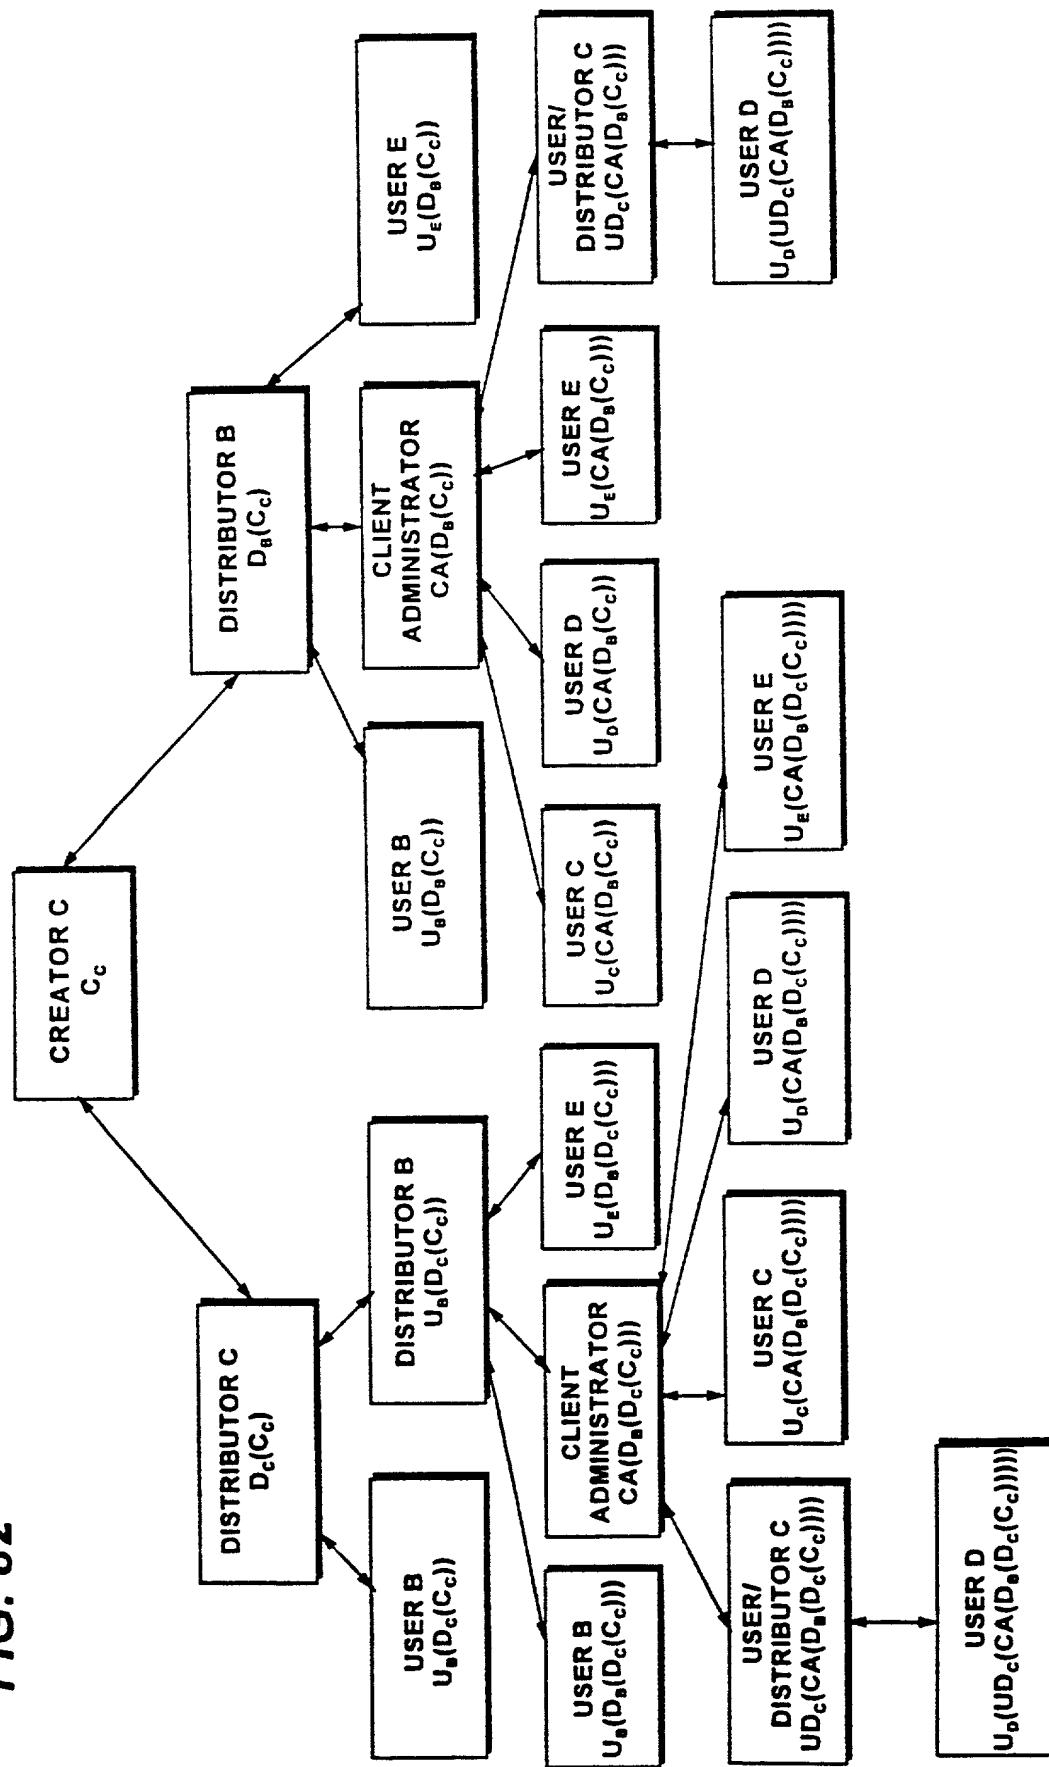 FIG. 82
CREATOR C
C_C
DISTRIBUTOR C
D_C(C_C)
DISTRIBUTOR B
D_B(C_C)
USER B
U_B(D_C(C_C))
DISTRIBUTOR B
U_B(D_C(C_C))
USER B
U_B(D_B(C_C))
CLIENT
ADMINISTRATOR
CA(D_B(C_C))
USER E
U_E(D_B(C_C))
USER B
U_B(D_B(D_C(C_C)))
CLIENT
ADMINISTRATOR
CA(D_B(D_C(C_C)))
USER E
U_E(D_B(D_C(C_C)))
USER C
U_C(CA(D_B(C_C))
USER D
U_D(CA(D_B(C_C))
USER E
U_E(CA(D_B(C_C)))
USER/
DISTRIBUTOR C
UD_C(CA(D_B(C_C)))
USER/
DISTRIBUTOR C
UD_C(CA(D_B(D_C(C_C))))
USER C
U_C(CA(D_B(D_C(C_C))))
USER D
U_D(CA(D_B(D_C(C_C))))
USER E
U_E(CA(D_B(D_C(C_C))))
USER D
U_D(UD_C(CA(D_B(C_C))))
USER D
U_D(UD_C(CA(D_B(D_C(C_C)))))